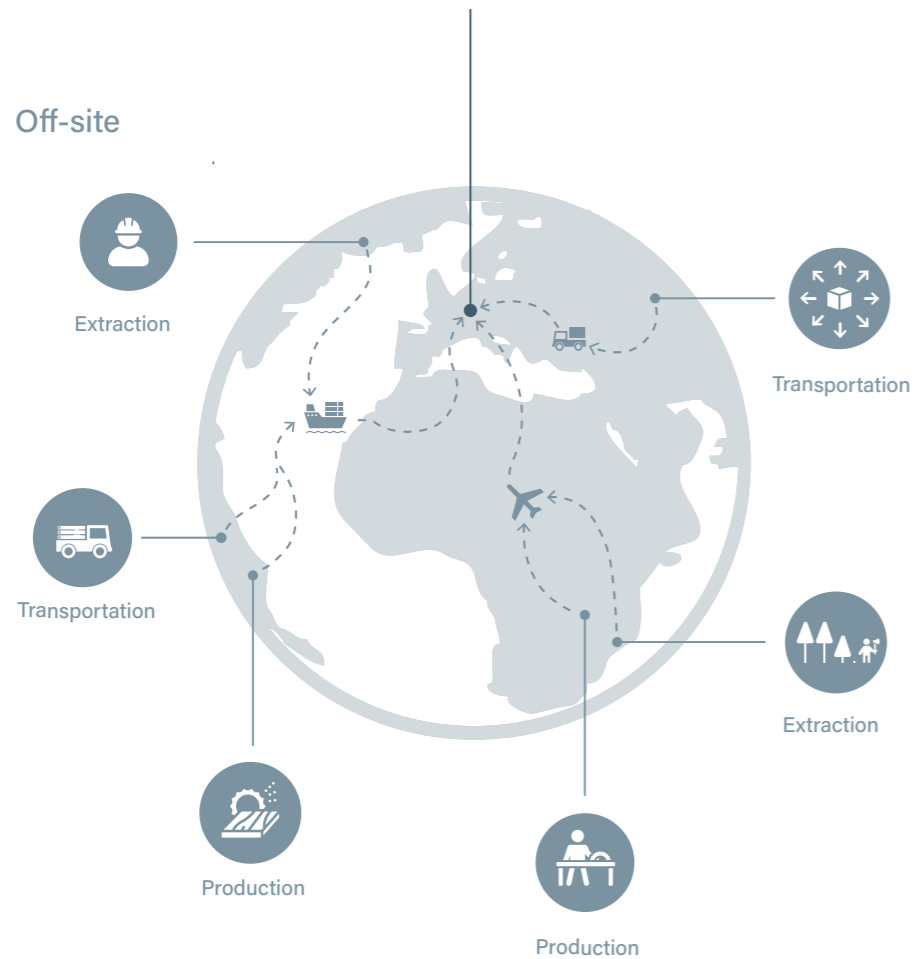 Off-site
Extraction
Transportation
Transportation
Extraction
Production
Production